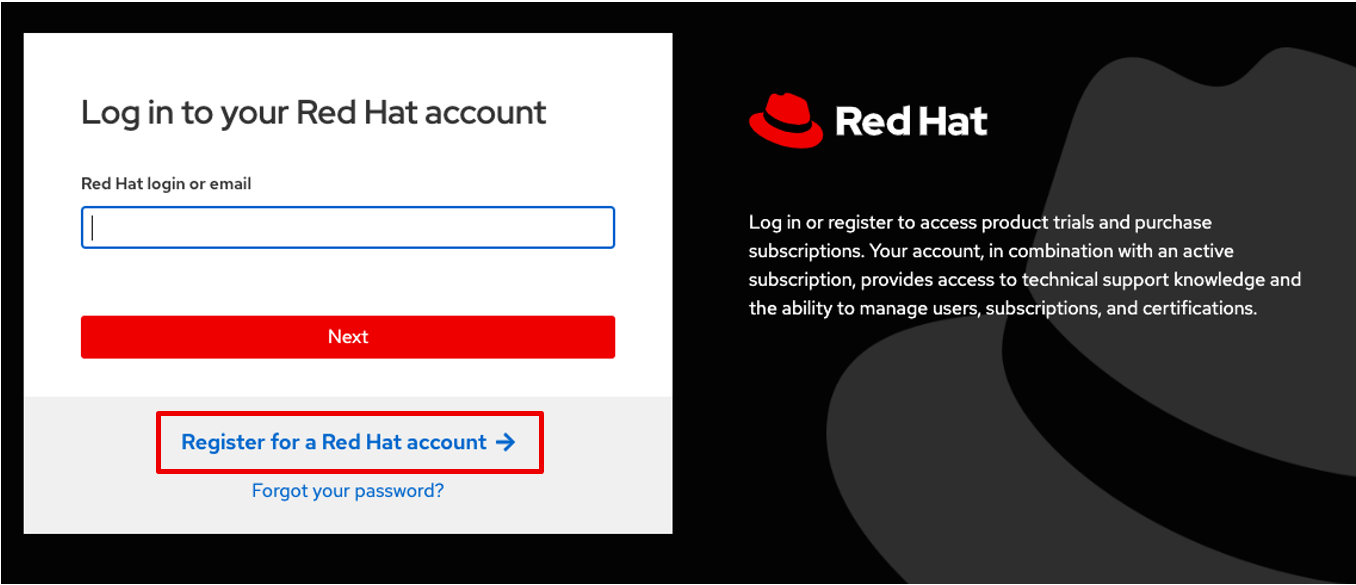 Log in to your Red Hat account
Red Hat login or email
Next
Register for a Red Hat account →
Forgot your password?
Red Hat
Log in or register to access product trials and purchase
subscriptions. Your account, in combination with an active
subscription, provides access to technical support knowledge and
the ability to manage users, subscriptions, and certifications.